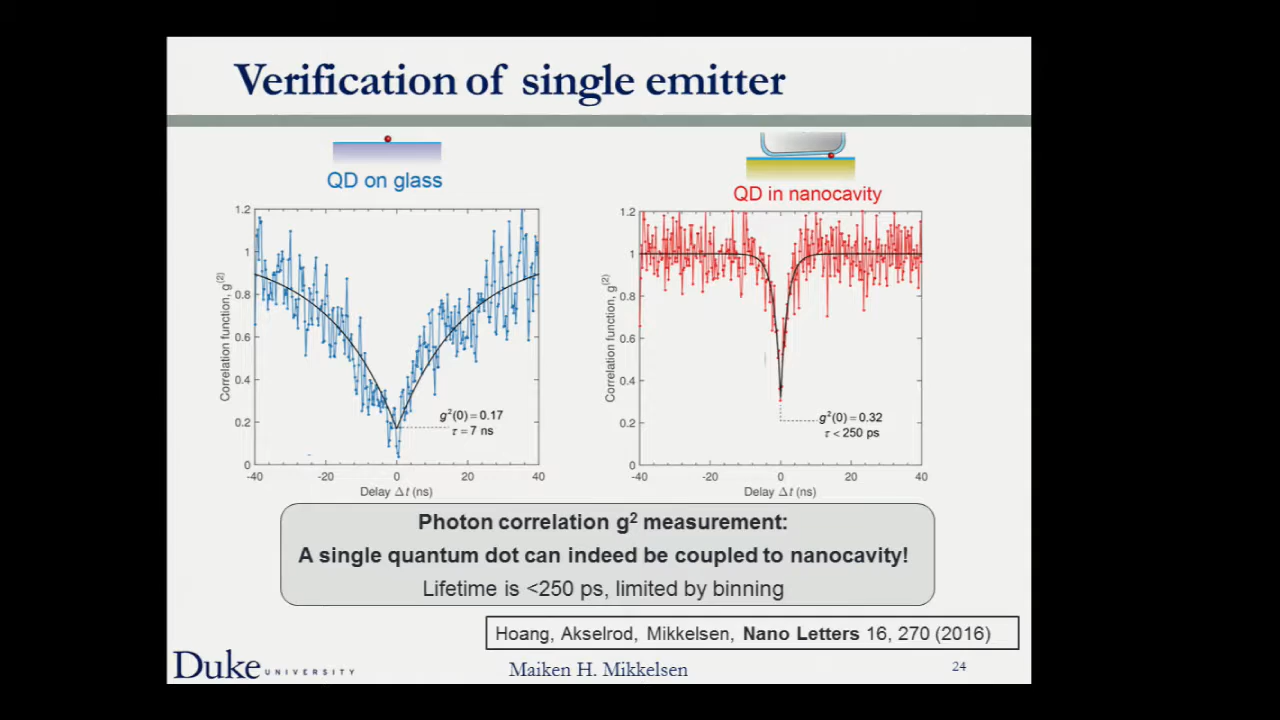 Verification of single emitter
QD on glass
1.2
1
0.8
0.6
0.4
0.2
0
Correlation function, g(2)
-40
-20
0
20
40
Delay Δt (ns)
g²(0) = 0.17
τ = 7 ns
QD in nanocavity
1.2
1
0.8
0.6
0.4
0.2
0
Correlation function, g(2)
-40
-20
0
20
40
Delay Δt (ns)
g²(0) = 0.32
τ < 250 ps
Photon correlation g² measurement:
A single quantum dot can indeed be coupled to nanocavity!
Lifetime is <250 ps, limited by binning
Hoang, Akselrod, Mikkelsen, Nano Letters 16, 270 (2016)
Duke UNIVERSITY
Maiken H. Mikkelsen
24